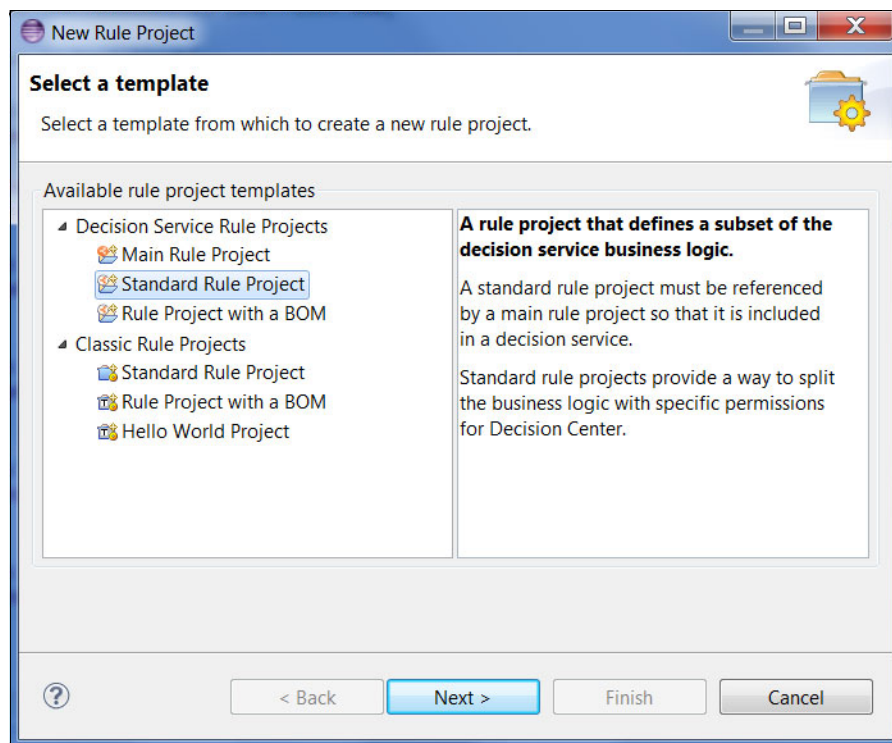 New Rule Project
Select a template
Select a template from which to create a new rule project.
Available rule project templates
Decision Service Rule Projects
Main Rule Project
Standard Rule Project
Rule Project with a BOM
Classic Rule Projects
Standard Rule Project
Rule Project with a BOM
Hello World Project
A rule project that defines a subset of the
decision service business logic.
A standard rule project must be referenced
by a main rule project so that it is included
in a decision service.
Standard rule projects provide a way to split
the business logic with specific permissions
for Decision Center.
?
< Back
Next >
Finish
Cancel